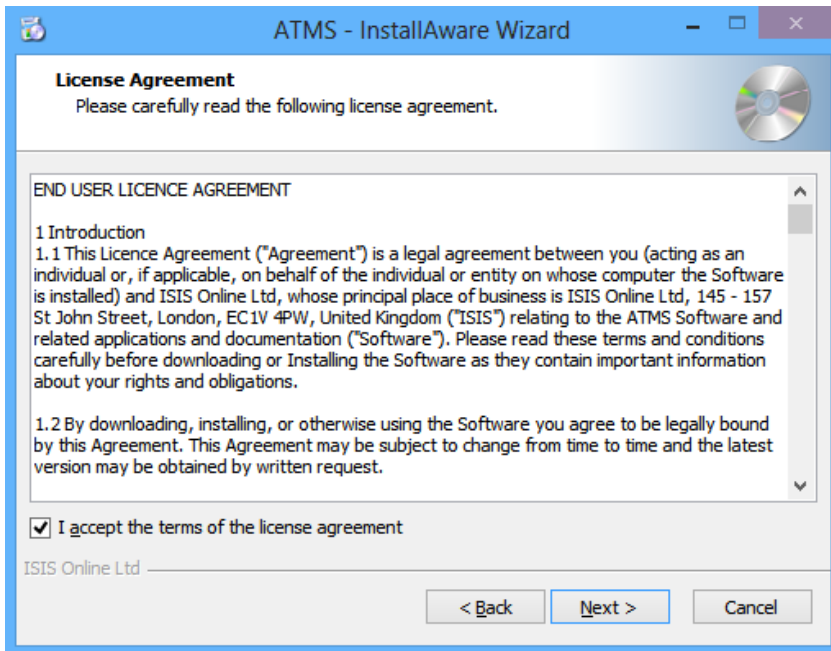 ATMS - InstallAware Wizard
License Agreement
Please carefully read the following license agreement.
END USER LICENCE AGREEMENT
1 Introduction
1.1 This Licence Agreement ("Agreement") is a legal agreement between you (acting as an
individual or, if applicable, on behalf of the individual or entity on whose computer the Software
is installed) and ISIS Online Ltd, whose principal place of business is ISIS Online Ltd, 145 - 157
St John Street, London, EC1V 4PW, United Kingdom ("ISIS") relating to the ATMS Software and
related applications and documentation ("Software"). Please read these terms and conditions
carefully before downloading or Installing the Software as they contain important information
about your rights and obligations.
1.2 By downloading, installing, or otherwise using the Software you agree to be legally bound
by this Agreement. This Agreement may be subject to change from time to time and the latest
version may be obtained by written request.
I accept the terms of the license agreement
ISIS Online Ltd
< Back Next > Cancel